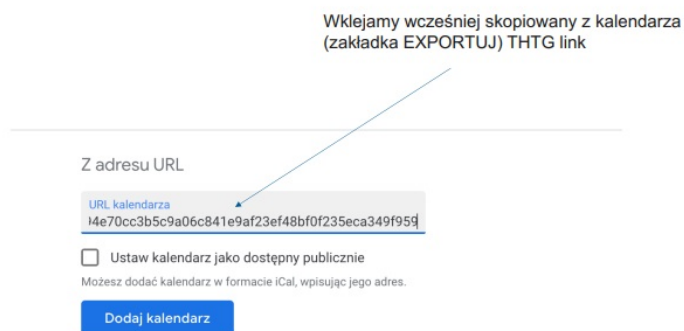 Wklejamy wcześniej skopiowany z kalendarza
(zakładka EXPORTUJ) THTG link
Z adresu URL
URL kalendarza
4e70cc3b5c9a06c841e9af23ef48bf0f235eca349f959
Ustaw kalendarz jako dostępny publicznie
Możesz dodać kalendarz w formacie iCal, wpisując jego adres.
Dodaj kalendarz